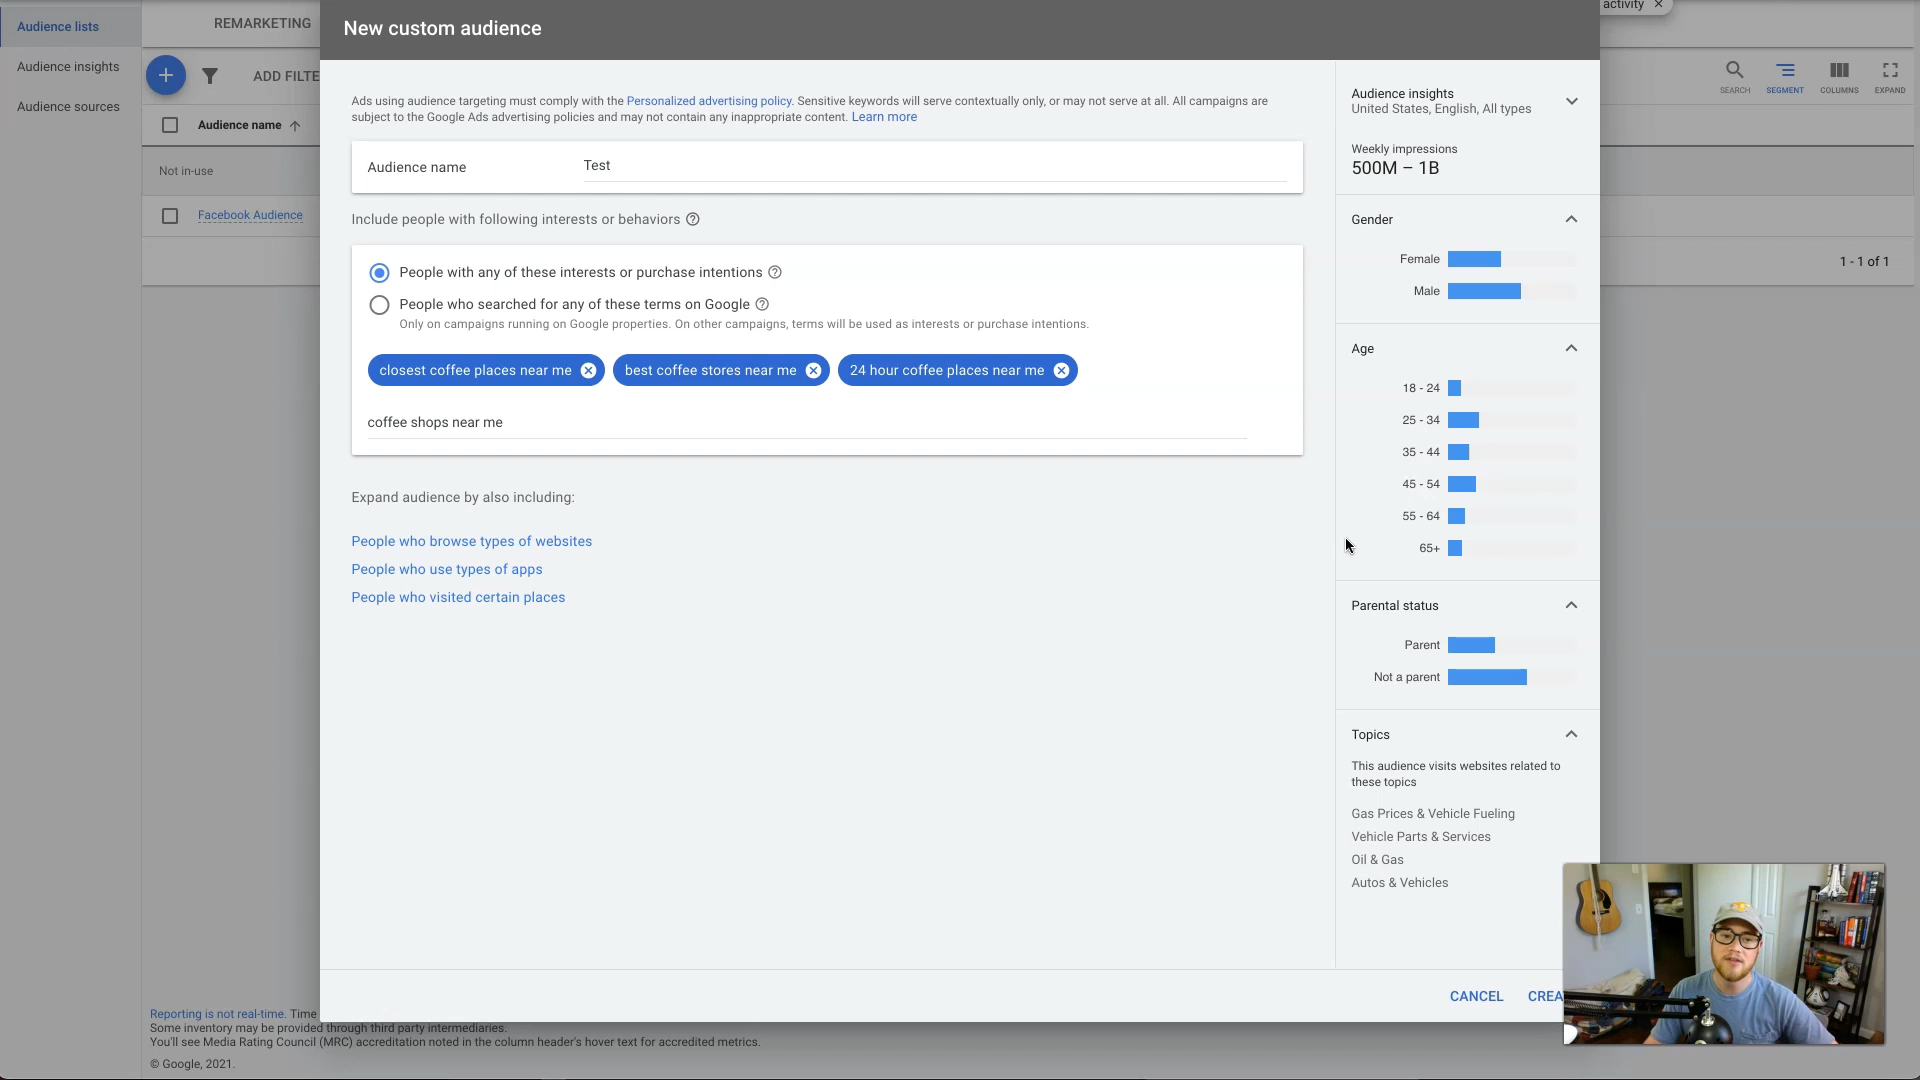 activity
Audience lists
REMARKETING
New custom audience
Audience insights
ADD FILTE
SEARCH
SEGMENT
COLUMNS
EXPAND
Audience sources
Audience name
Not in-use
Facebook Audience
1 - 1 of 1
Ads using audience targeting must comply with the Personalized advertising policy. Sensitive keywords will serve contextually only, or may not serve at all. All campaigns are
subject to the Google Ads advertising policies and may not contain any inappropriate content. Learn more
Audience name
Test
Include people with following interests or behaviors
People with any of these interests or purchase intentions
People who searched for any of these terms on Google
Only on campaigns running on Google properties. On other campaigns, terms will be used as interests or purchase intentions.
closest coffee places near me
best coffee stores near me
24 hour coffee places near me
coffee shops near me
Expand audience by also including:
People who browse types of websites
People who use types of apps
People who visited certain places
Audience insights
United States, English, All types
Weekly impressions
500M – 1B
Gender
Female
Male
Age
18 - 24
25 - 34
35 - 44
45 - 54
55 - 64
65+
Parental status
Parent
Not a parent
Topics
This audience visits websites related to
these topics
Gas Prices & Vehicle Fueling
Vehicle Parts & Services
Oil & Gas
Autos & Vehicles
CANCEL
CREA
Reporting is not real-time. Time
Some inventory may be provided through third party intermediaries.
You'll see Media Rating Council (MRC) accreditation noted in the column header's hover text for accredited metrics.
© Google, 2021.